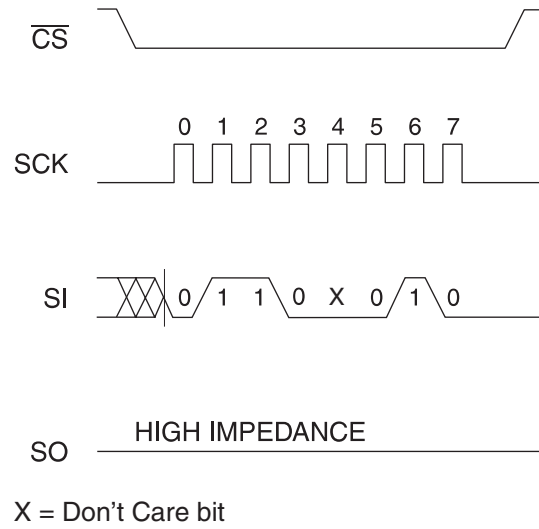 C̅S̅
0 1 2 3 4 5 6 7
SCK
SI 0 1 1 0 X 0 1 0
HIGH IMPEDANCE
SO
X = Don't Care bit